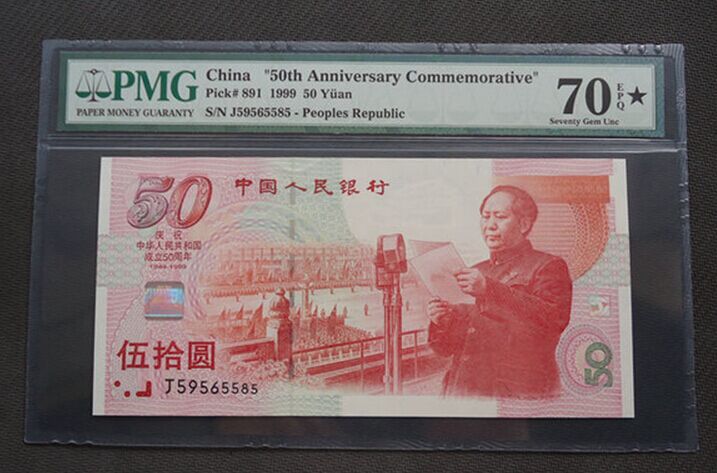 PMG
PAPER MONEY GUARANTY
China "50th Anniversary Commemorative"
Pick# 891 1999 50 Yüan
S/N J59565585 - Peoples Republic
70 EPQ ★
Seventy Gem Unc
50
中国人民银行
庆祝
中华人民共和国
成立50周年
1949-1999
伍拾圆
J59565585
50